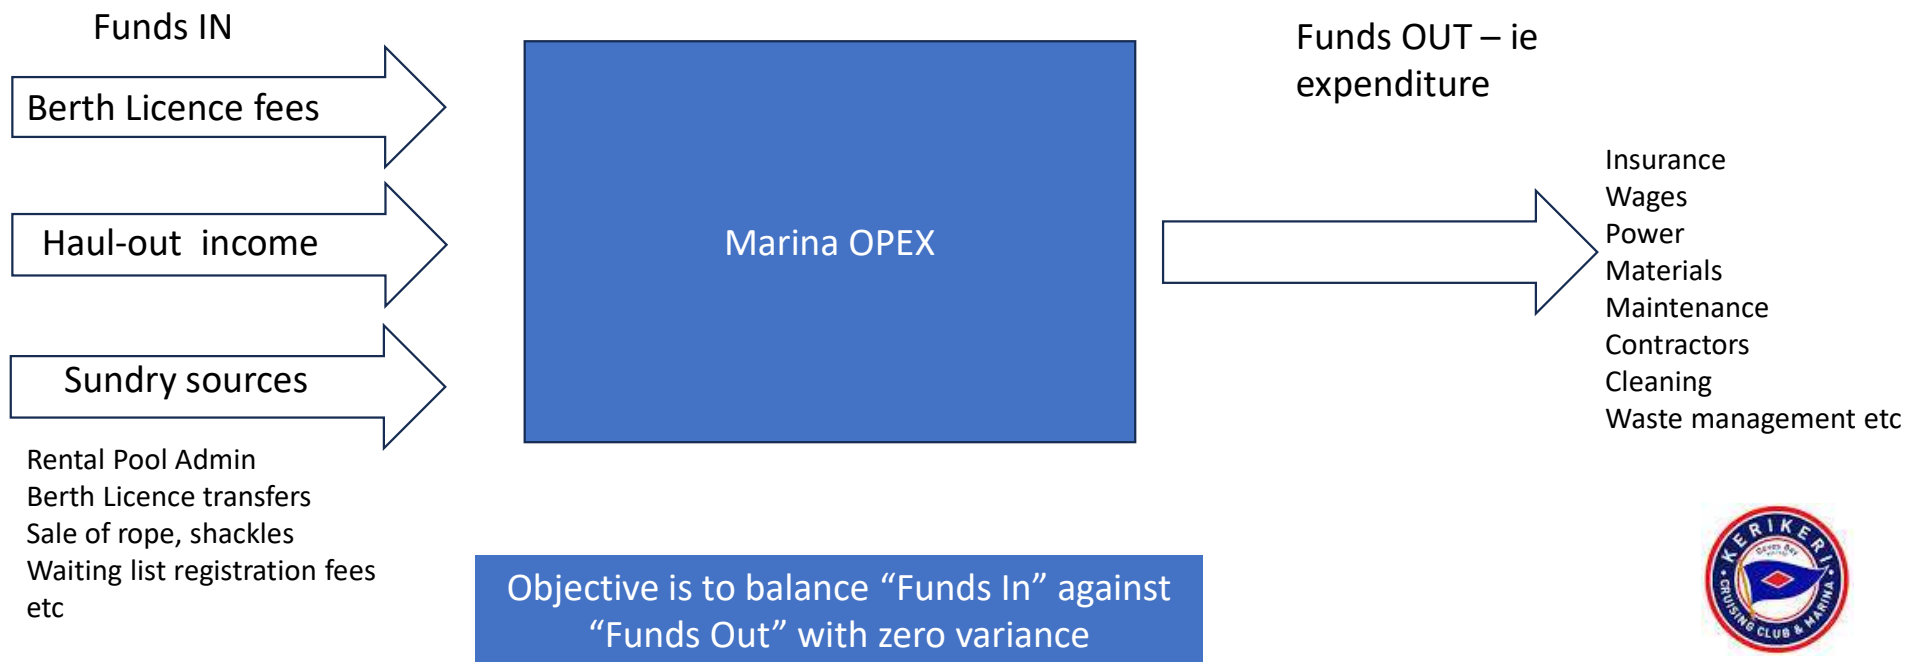 Funds IN
Berth Licence fees
Haul-out income
Sundry sources
Rental Pool Admin
Berth Licence transfers
Sale of rope, shackles
Waiting list registration fees
etc
Marina OPEX
Objective is to balance “Funds In” against
“Funds Out” with zero variance
Funds OUT – ie
expenditure
Insurance
Wages
Power
Materials
Maintenance
Contractors
Cleaning
Waste management etc
KERIKERI
CRUISING CLUB & MARINA